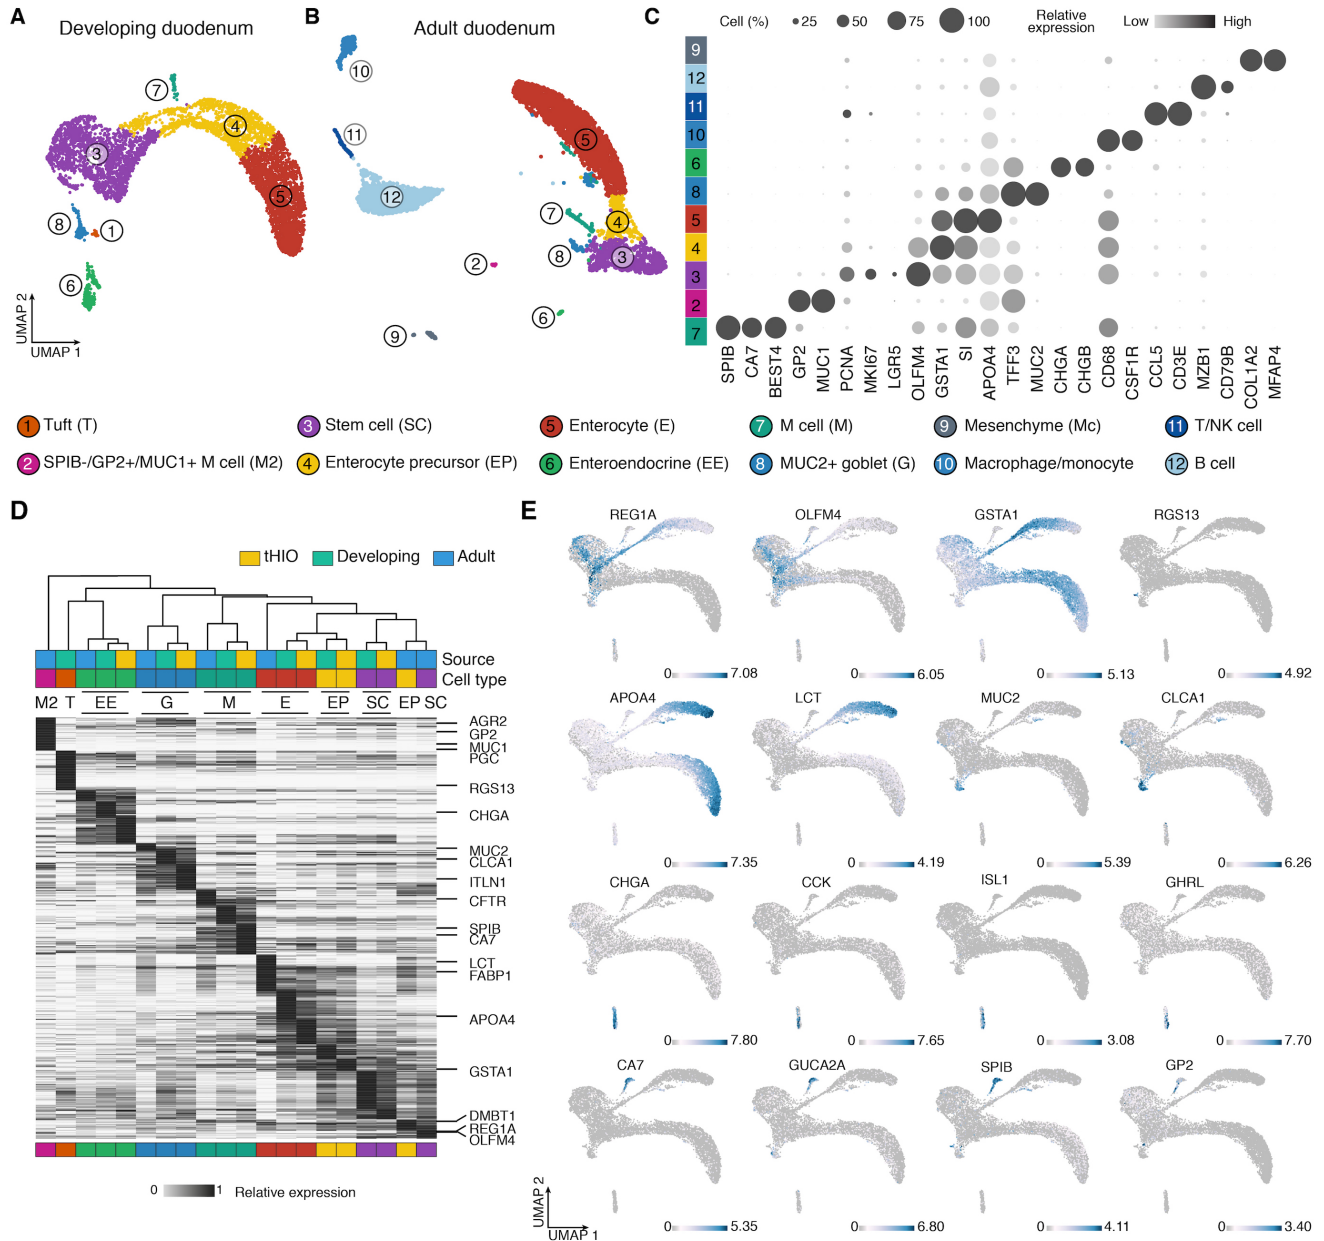 A
Developing duodenum
7
4
3
5
8
1
6
UMAP 2
UMAP 1
B
Adult duodenum
10
11
5
12
7
4
8
3
2
6
9
C
Cell (%)
25
50
75
100
Relative
expression
Low
High
9
12
11
10
6
8
5
4
3
2
7
SPIB
CA7
BEST4
GP2
MUC1
PCNA
MKI67
LGR5
OLFM4
GSTA1
SI
APOA4
TFF3
MUC2
CHGA
CHGB
CD68
CSF1R
CCL5
CD3E
MZB1
CD79B
COL1A2
MFAP4
1 Tuft (T)
3 Stem cell (SC)
5 Enterocyte (E)
7 M cell (M)
9 Mesenchyme (Mc)
11 T/NK cell
2 SPIB-/GP2+/MUC1+ M cell (M2)
4 Enterocyte precursor (EP)
6 Enteroendocrine (EE)
8 MUC2+ goblet (G)
10 Macrophage/monocyte
12 B cell
D
tHIO
Developing
Adult
Source
Cell type
M2 T EE G M E EP SC EP SC
AGR2
GP2
MUC1
PGC
RGS13
CHGA
MUC2
CLCA1
ITLN1
CFTR
SPIB
CA7
LCT
FABP1
APOA4
GSTA1
DMBT1
REG1A
OLFM4
0 1 Relative expression
E
REG1A
OLFM4
GSTA1
RGS13
0 7.08
0 6.05
0 5.13
0 4.92
APOA4
LCT
MUC2
CLCA1
0 7.35
0 4.19
0 5.39
0 6.26
CHGA
CCK
ISL1
GHRL
0 7.80
0 7.65
0 3.08
0 7.70
CA7
GUCA2A
SPIB
GP2
0 5.35
0 6.80
0 4.11
0 3.40
UMAP 2
UMAP 1